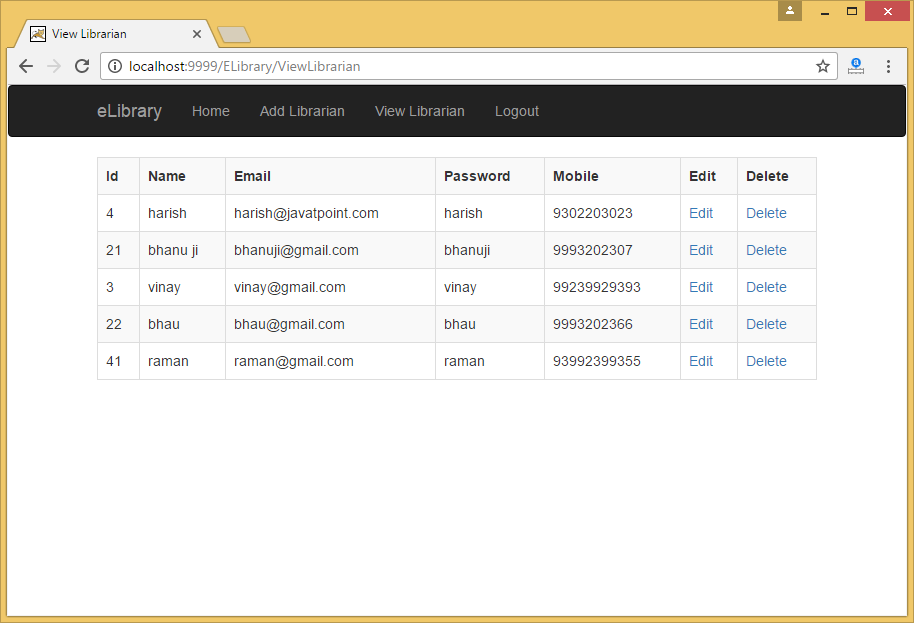 View Librarian
localhost:9999/ELibrary/ViewLibrarian
eLibrary Home Add Librarian View Librarian Logout
Id Name Email Password Mobile Edit Delete
4 harish harish@javatpoint.com harish 9302203023 Edit Delete
21 bhanu ji bhanuji@gmail.com bhanuji 9993202307 Edit Delete
3 vinay vinay@gmail.com vinay 99239929393 Edit Delete
22 bhau bhau@gmail.com bhau 9993202366 Edit Delete
41 raman raman@gmail.com raman 93992399355 Edit Delete